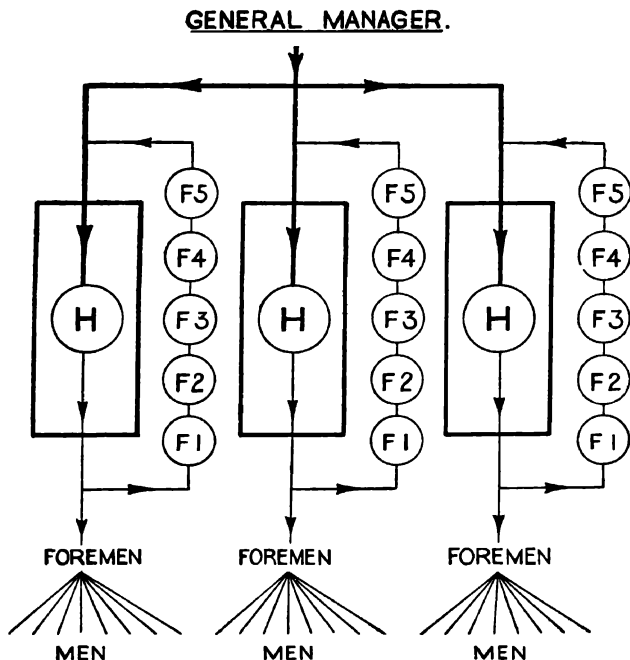 GENERAL MANAGER.
F5 F5 F5
F4 F4 F4
H F3 H F3 H F3
F2 F2 F2
F1 F1 F1
FOREMEN FOREMEN FOREMEN
MEN MEN MEN